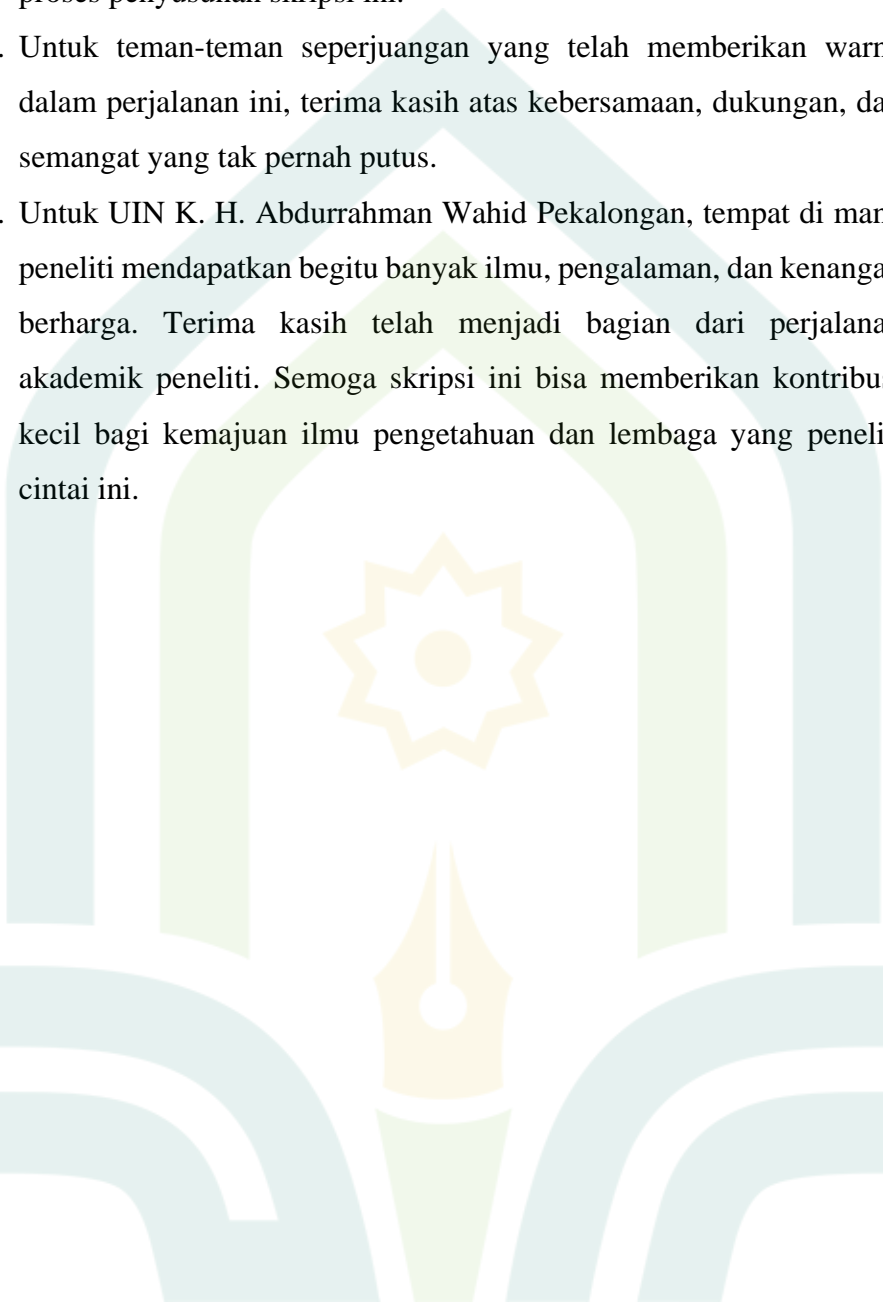 proses penyusunan skripsi ini.
. Untuk teman-teman seperjuangan yang telah memberikan warn
dalam perjalanan ini, terima kasih atas kebersamaan, dukungan, da
semangat yang tak pernah putus.
. Untuk UIN K. H. Abdurrahman Wahid Pekalongan, tempat di man
peneliti mendapatkan begitu banyak ilmu, pengalaman, dan kenanga
berharga. Terima kasih telah menjadi bagian dari perjalana
akademik peneliti. Semoga skripsi ini bisa memberikan kontribus
kecil bagi kemajuan ilmu pengetahuan dan lembaga yang peneli
cintai ini.